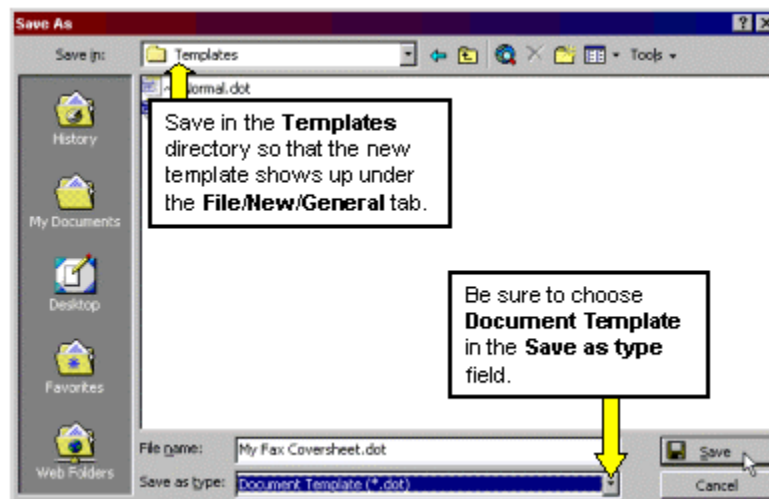 Save As
Save in:
Templates
Tools
Normal.dot
Save in the Templates
directory so that the new
template shows up under
the File/New/General tab.
History
My Documents
Desktop
Favorites
Web Folders
Be sure to choose
Document Template
in the Save as type
field.
File name:
My Fax Coversheet.dot
Save
Save as type:
Document Template (*.dot)
Cancel